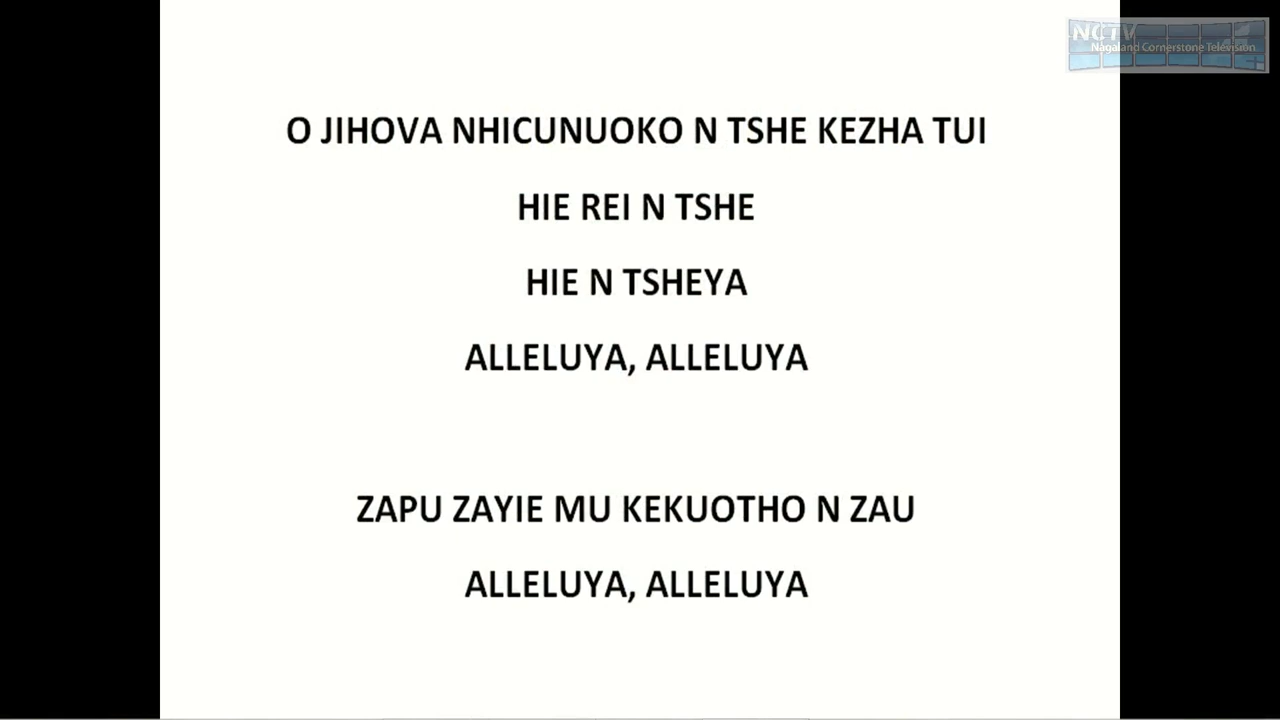 NCTV
Nagaland Cornerstone Television
O JIHOVA NHICUNUOKO N TSHE KEZHA TUI
HIE REI N TSHE
HIE N TSHEYA
ALLELUYA, ALLELUYA
ZAPU ZAYIE MU KEKUOTHO N ZAU
ALLELUYA, ALLELUYA